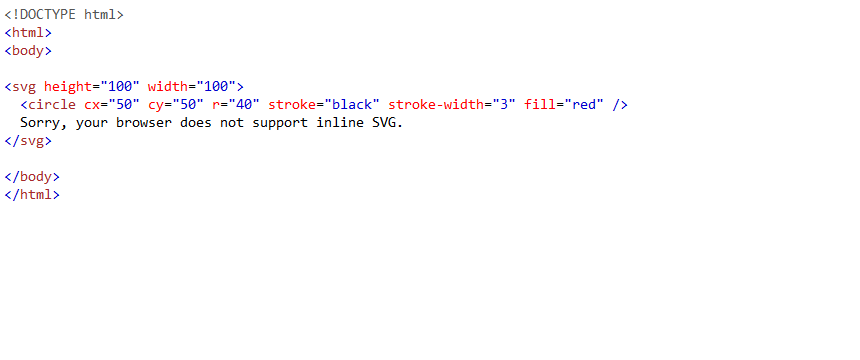 <!DOCTYPE html>
<html>
<body>
<svg height="100" width="100">
<circle cx="50" cy="50" r="40" stroke="black" stroke-width="3" fill="red" />
Sorry, your browser does not support inline SVG.
</svg>
</body>
</html>